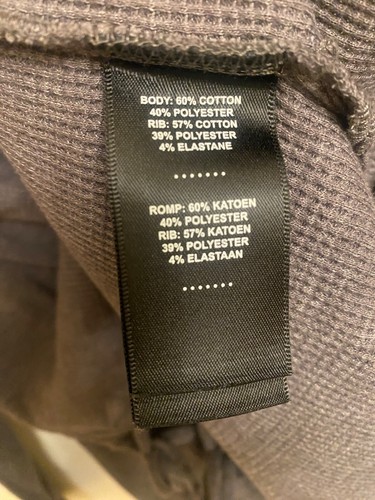 BODY: 60% COTTON
40% POLYESTER
RIB: 57% COTTON
39% POLYESTER
4% ELASTANE
.......
ROMP: 60% KATOEN
40% POLYESTER
RIB: 57% KATOEN
39% POLYESTER
4% ELASTAAN
.......